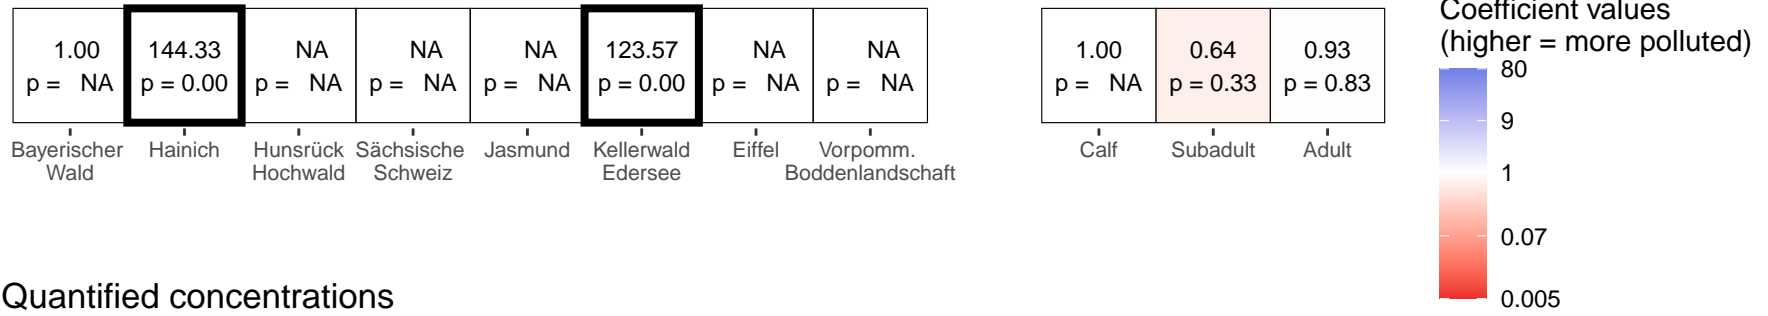 Coefficient values
(higher = more polluted)
1.00 144.33 NA NA NA 123.57 NA NA
p = NA p = 0.00 p = NA p = NA p = NA p = 0.00 p = NA p = NA
Bayerischer Hainich Hunsrück Sächsische Jasmund Kellerwald Eiffel Vorpomm.
Wald Hochwald Schweiz Edersee Boddenlandschaft
1.00 0.64 0.93
p = NA p = 0.33 p = 0.83
Calf Subadult Adult
80
9
1
0.07
0.005
Quantified concentrations